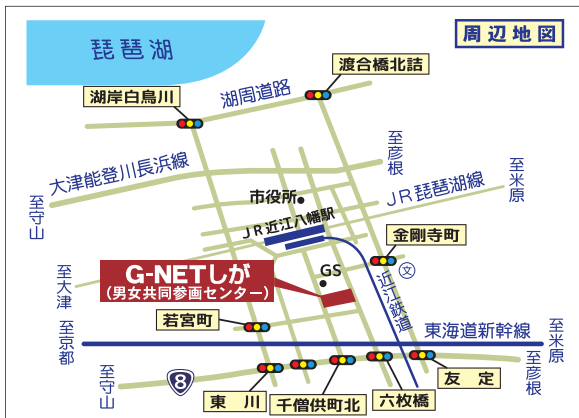 周辺地図
琵琶湖
渡合橋北詰
湖岸白鳥川
湖周道路
大津能登川長浜線
至彦根
至守山
市役所
JR琵琶湖線
至米原
JR近江八幡駅
金剛寺町
文
GS
近江鉄道
G-NETしが
(男女共同参画センター)
至大津
若宮町
至京都
東海道新幹線
至米原
至彦根
至守山
8
東川
千僧供町北
六枚橋
友定